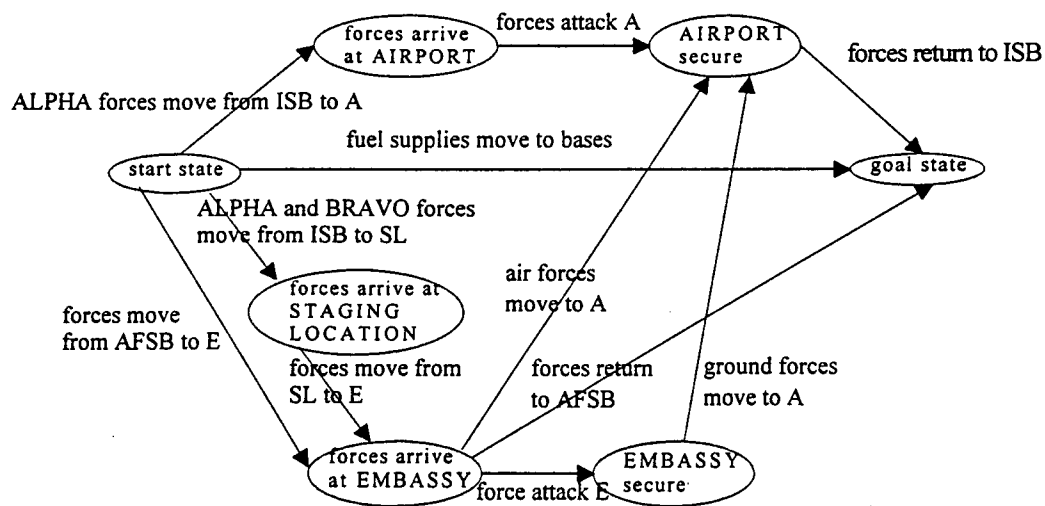 forces attack A
forces arrive
at AIRPORT
AIRPORT
secure
forces return to ISB
ALPHA forces move from ISB to A
fuel supplies move to bases
start state
goal state
ALPHA and BRAVO forces
move from ISB to SL
air forces
move to A
forces arrive at
STAGING
LOCATION
forces move
from AFSB to E
forces move from
SL to E
forces return
to AFSB
ground forces
move to A
forces arrive
at EMBASSY
force attack E
EMBASSY
secure